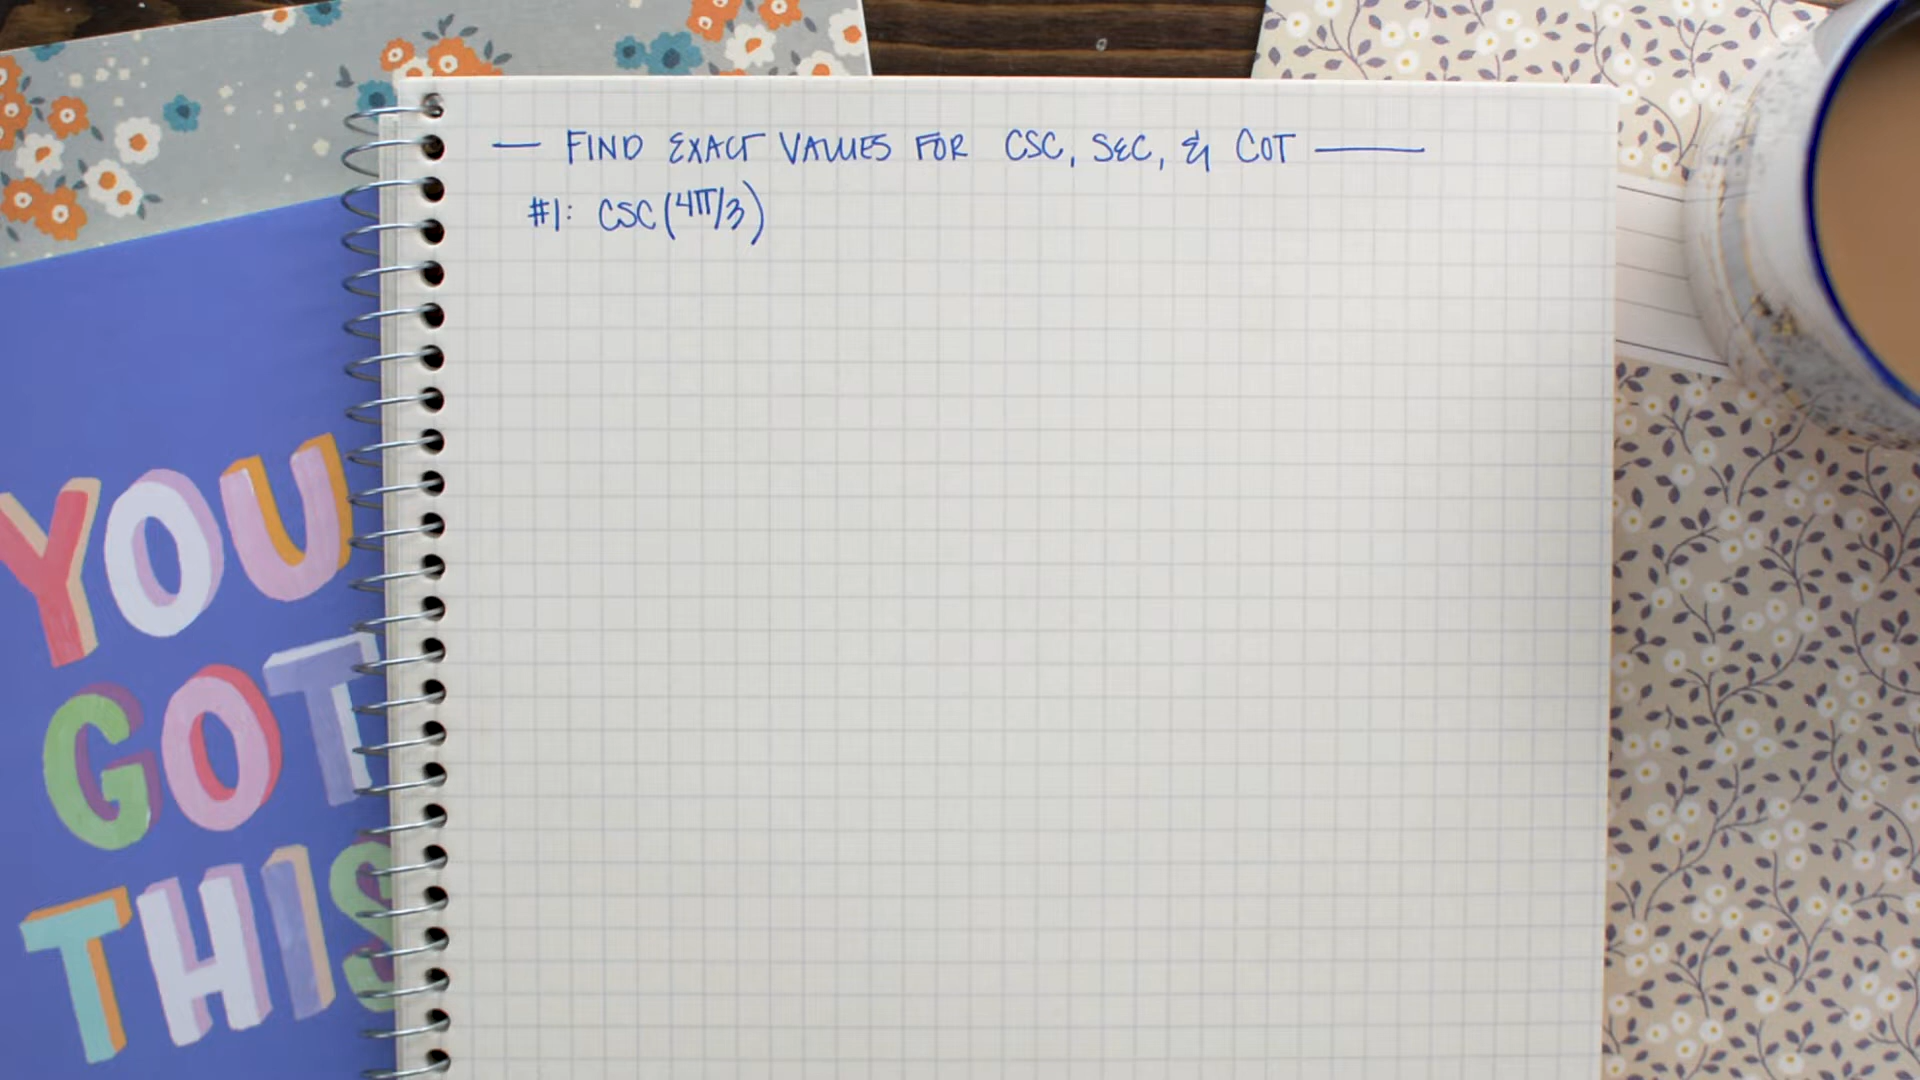 — FIND EXACT VALUES FOR CSC, SEC, & COT —
#1: CSC(4π/3)
YOU
GOT
THIS